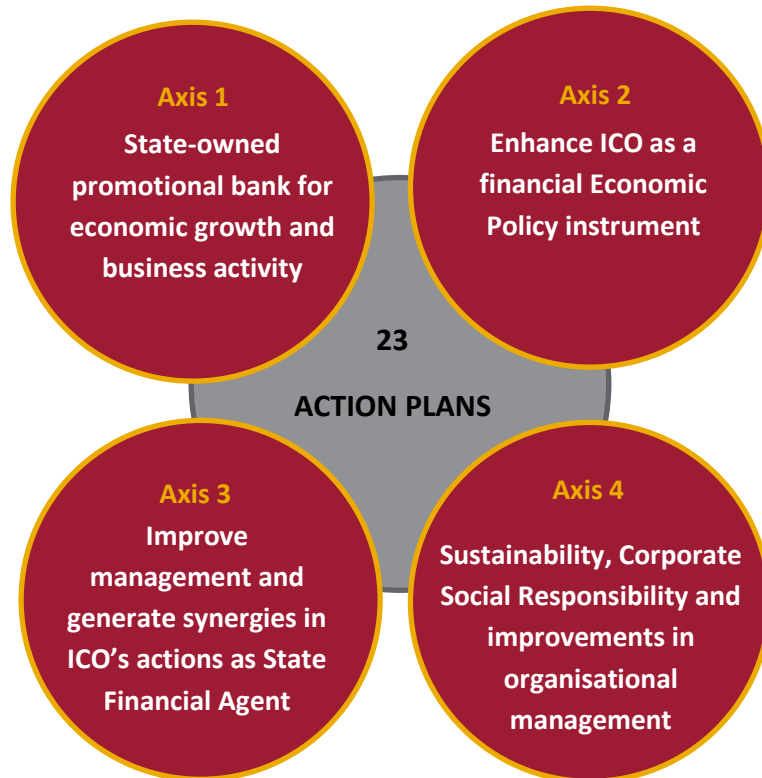 Axis 1
State-owned
promotional bank for
economic growth and
business activity
Axis 2
Enhance ICO as a
financial Economic
Policy instrument
23
ACTION PLANS
Axis 3
Improve
management and
generate synergies in
ICO’s actions as State
Financial Agent
Axis 4
Sustainability, Corporate
Social Responsibility and
improvements in
organisational
management